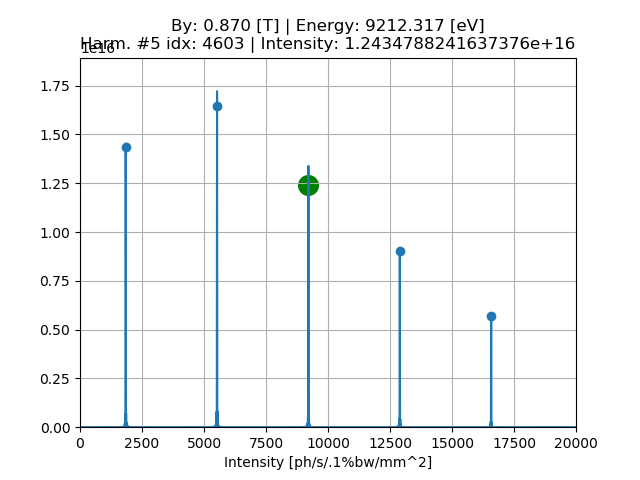 By: 0.870 [T] | Energy: 9212.317 [eV]
Harm. #5 idx: 4603 | Intensity: 1.2434788241637376e+16
1e16
1.75
1.50
1.25
1.00
0.75
0.50
0.25
0.00
0 2500 5000 7500 10000 12500 15000 17500 20000
Intensity [ph/s/.1%bw/mm^2]